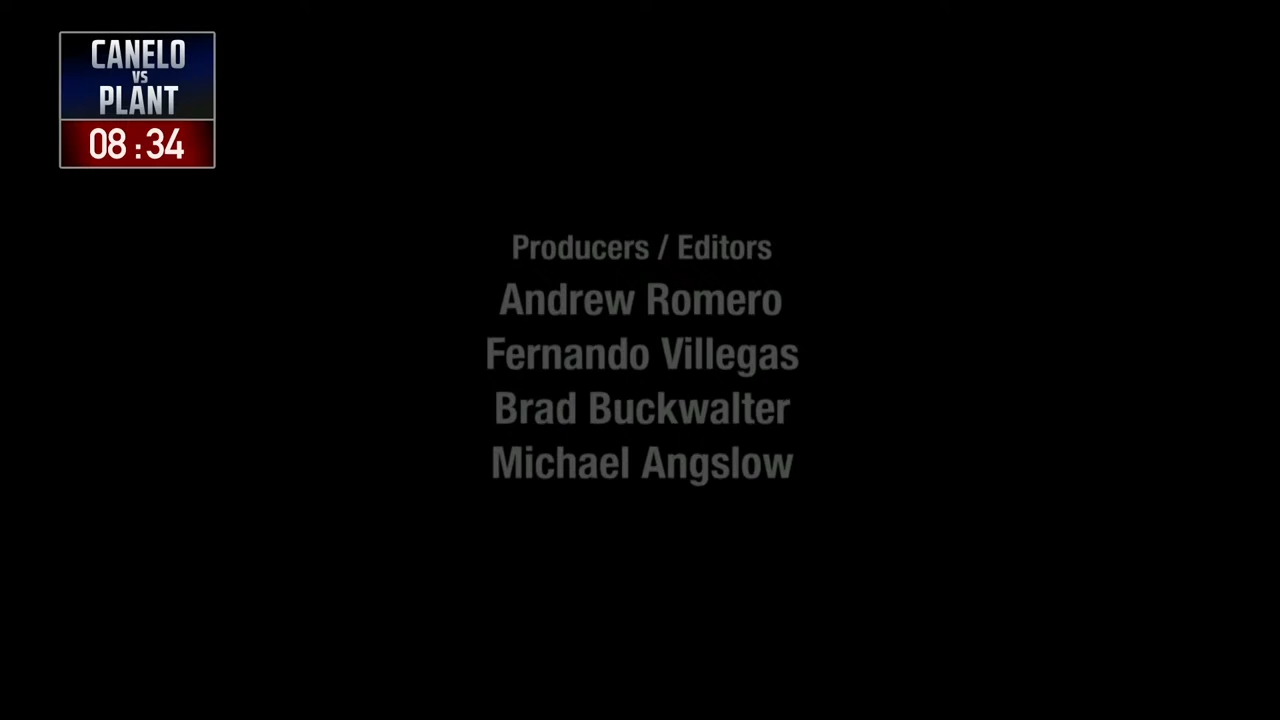 CANELO
VS
PLANT
08:34
Producers / Editors
Andrew Romero
Fernando Villegas
Brad Buckwalter
Michael Angslow